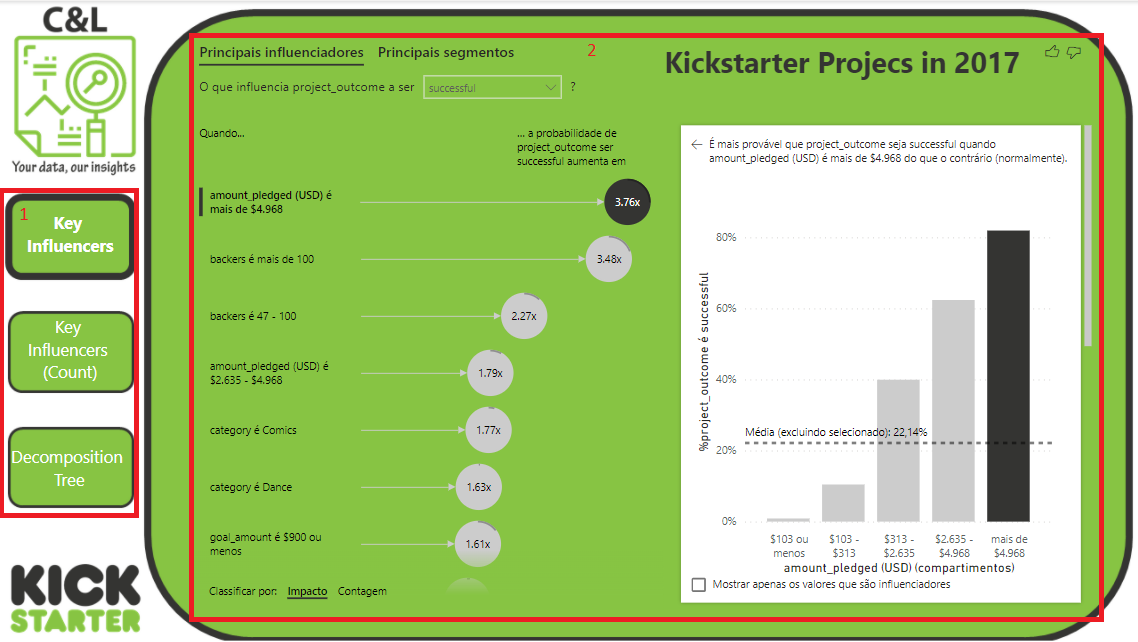 C&L
Your data, our insights
1
Key
Influencers
Key
Influencers
(Count)
Decomposition
Tree
KICK
STARTER
Principais influenciadores Principais segmentos
2
Kickstarter Projecs in 2017
O que influencia project_outcome a ser successful ?
Quando...
... a probabilidade de
project_outcome ser
successful aumenta em
amount_pledged (USD) é
mais de $4.968
3.76x
backers é mais de 100
3.48x
backers é 47 - 100
2.27x
amount_pledged (USD) é
$2.635 - $4.968
1.79x
category é Comics
1.77x
category é Dance
1.63x
goal_amount é $900 ou
menos
1.61x
Classificar por: Impacto Contagem
← É mais provável que project_outcome seja successful quando
amount_pledged (USD) é mais de $4.968 do que o contrário (normalmente).
%project_outcome é successful
80%
60%
40%
Média (excluindo selecionado): 22,14%
20%
0%
$103 ou
menos
$103 -
$313
$313 -
$2.635
$2.635 -
$4.968
mais de
$4.968
amount_pledged (USD) (compartimentos)
Mostrar apenas os valores que são influenciadores